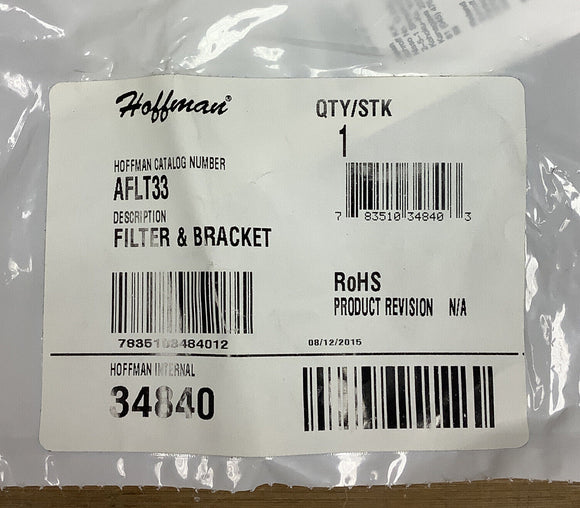 Hoffman®
QTY/STK
1
HOFFMAN CATALOG NUMBER
AFLT33
DESCRIPTION
FILTER & BRACKET
7 83510 34840 3
RoHS
PRODUCT REVISION N/A
7835108484012
08/12/2015
HOFFMAN INTERNAL
34840